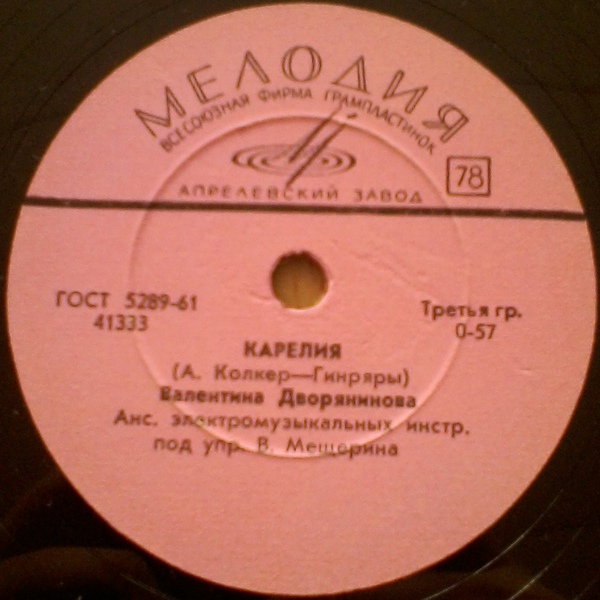 МЕЛОДИЯ
ВСЕСОЮЗНАЯ ФИРМА ГРАМПЛАСТИНОК
78
АПРЕЛЕВСКИЙ ЗАВОД
ГОСТ 5289-61
41333
Третья гр.
0-57
КАРЕЛИЯ
(А. Колкер—Гинряры)
Валентина Дворянинова
Анс. электромузыкальных инстр.
под упр. В. Мещерина